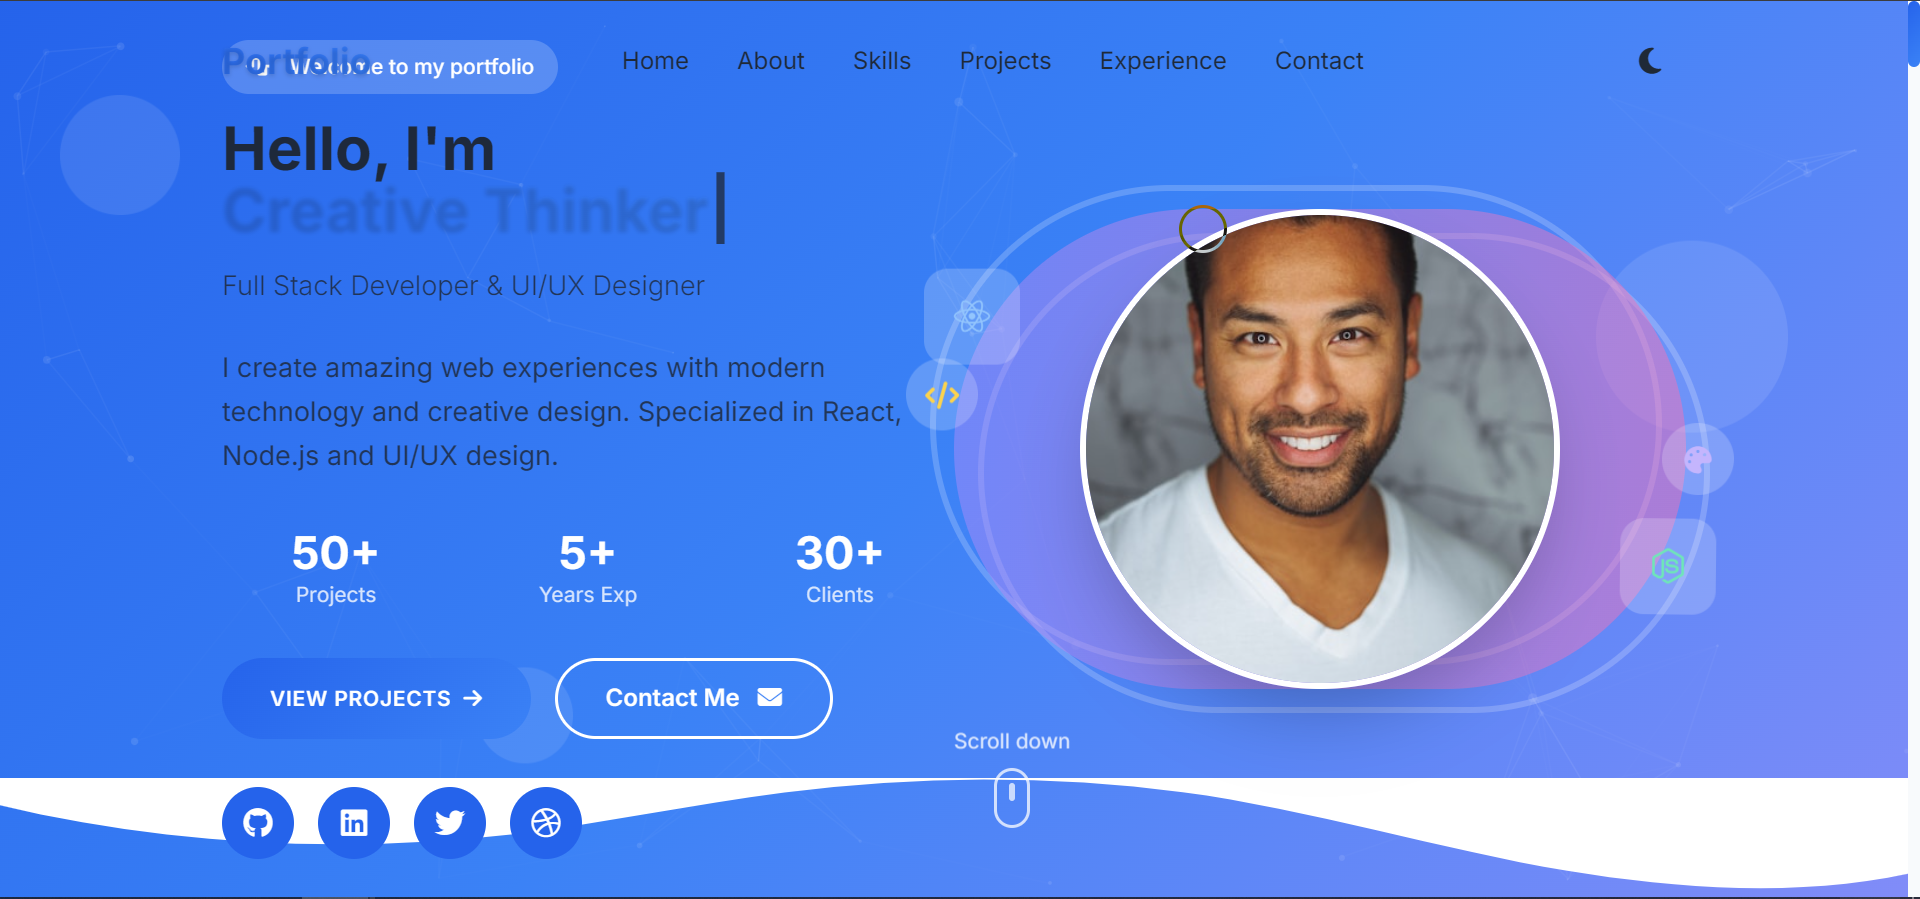 Portfolio
Home About Skills Projects Experience Contact
Welcome to my portfolio
Hello, I'm
Creative Thinker
Full Stack Developer & UI/UX Designer
I create amazing web experiences with modern
technology and creative design. Specialized in React,
Node.js and UI/UX design.
50+ 5+ 30+
Projects Years Exp Clients
VIEW PROJECTS
Contact Me
Scroll down